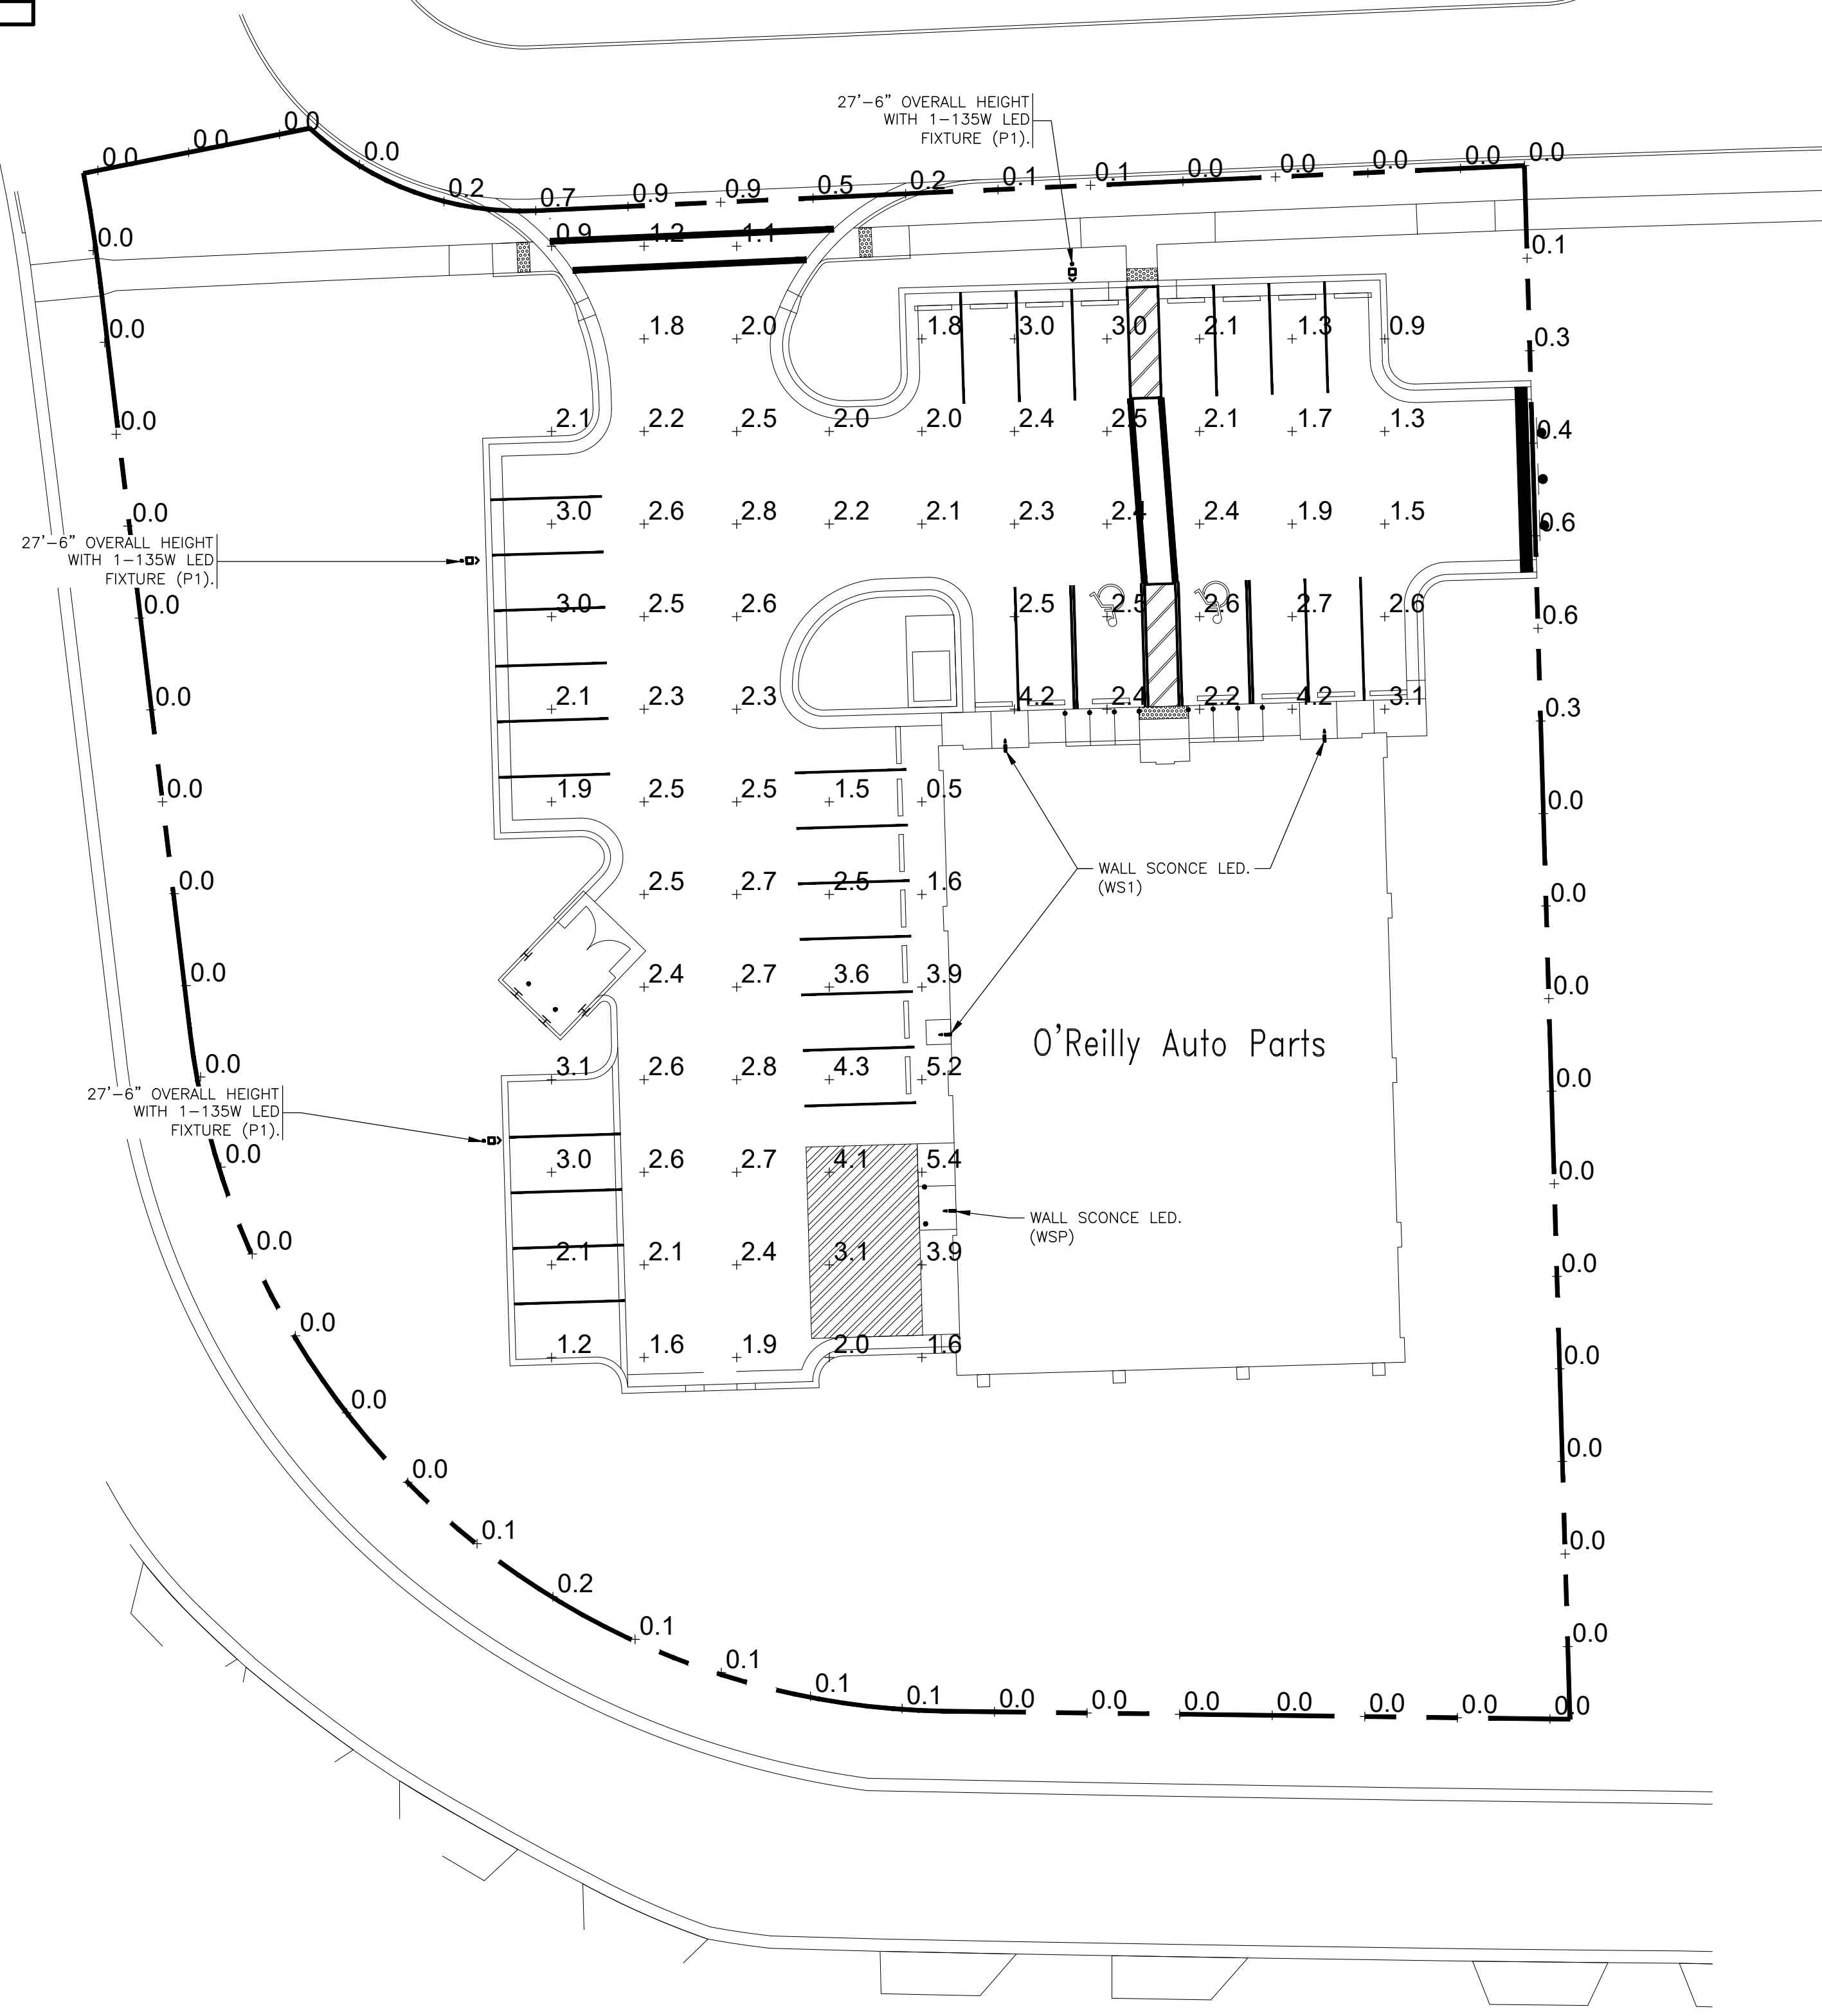 27'-6" OVERALL HEIGHT
WITH 1-135W LED
FIXTURE (P1).
0.0 0.0 0.0
0.0
0.2 0.7 0.9 0.9 0.5 0.2 0.1 0.1 0.0 0.0 0.0 0.0 0.0
0.0 0.9 1.2 1.1 0.1
0.0 1.8 2.0 1.8 3.0 3.0 2.1 1.3 0.9 0.3
0.0 2.1 2.2 2.5 2.0 2.0 2.4 2.5 2.1 1.7 1.3 0.4
0.0 3.0 2.6 2.8 2.2 2.1 2.3 2.4 2.4 1.9 1.5 0.6
27'-6" OVERALL HEIGHT
WITH 1-135W LED
FIXTURE (P1).
0.0 3.0 2.5 2.6 2.5 2.5 2.6 2.7 2.6 0.6
0.0 2.1 2.3 2.3 4.2 2.4 2.2 4.2 3.1 0.3
0.0 1.9 2.5 2.5 1.5 0.5 0.0
WALL SCONCE LED.
(WS1)
0.0 2.5 2.7 2.5 1.6 0.0
0.0 2.4 2.7 3.6 3.9 0.0
O'Reilly Auto Parts
0.0 3.1 2.6 2.8 4.3 5.2 0.0
27'-6" OVERALL HEIGHT
WITH 1-135W LED
FIXTURE (P1).
0.0 3.0 2.6 2.7 4.1 5.4 0.0
WALL SCONCE LED.
(WSP)
0.0 2.1 2.1 2.4 3.1 3.9 0.0
0.0 1.2 1.6 1.9 2.0 1.6 0.0
0.0
0.0 0.0
0.1 0.0
0.2
0.1 0.0
0.1
0.1 0.1 0.0 0.0 0.0 0.0 0.0 0.0 0.0